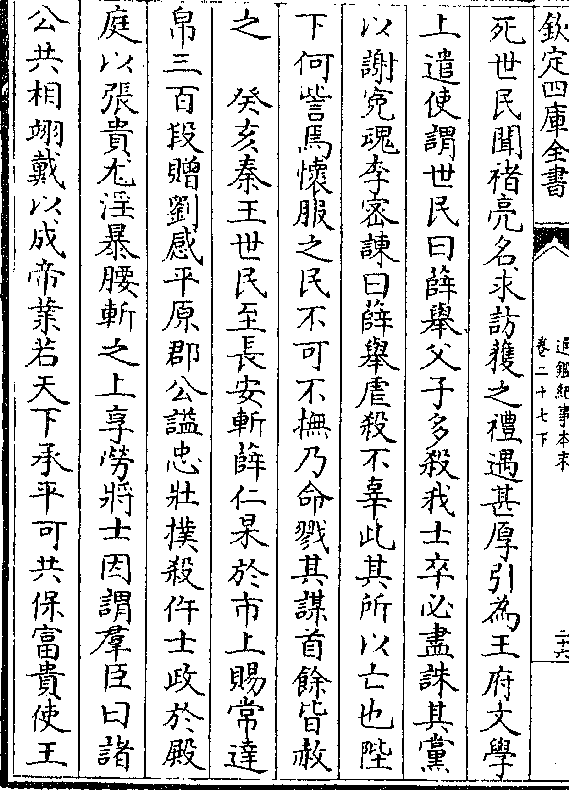 欽定四庫全書
通鑑紀事本末
卷二十七下
二十六
死世民聞褚亮名求訪獲之禮遇甚厚引為王府文學
上遣使謂世民曰薛舉父子多殺我士卒必盡誅其黨
以謝寃魂李密諫曰薛舉虐殺不辜此其所以亡也陛
下何讐焉懷服之民不可不撫乃命戮其謀首餘皆赦
之　癸亥秦王世民至長安斬薛仁杲於市上賜常達
帛三百段贈劉感平原郡公謚忠壯撲殺仵士政於殿
庭以張貴尤淫暴腰斬之上享勞將士因謂羣臣曰諸
公共相翊戴以成帝業若天下承平可共保富貴使王